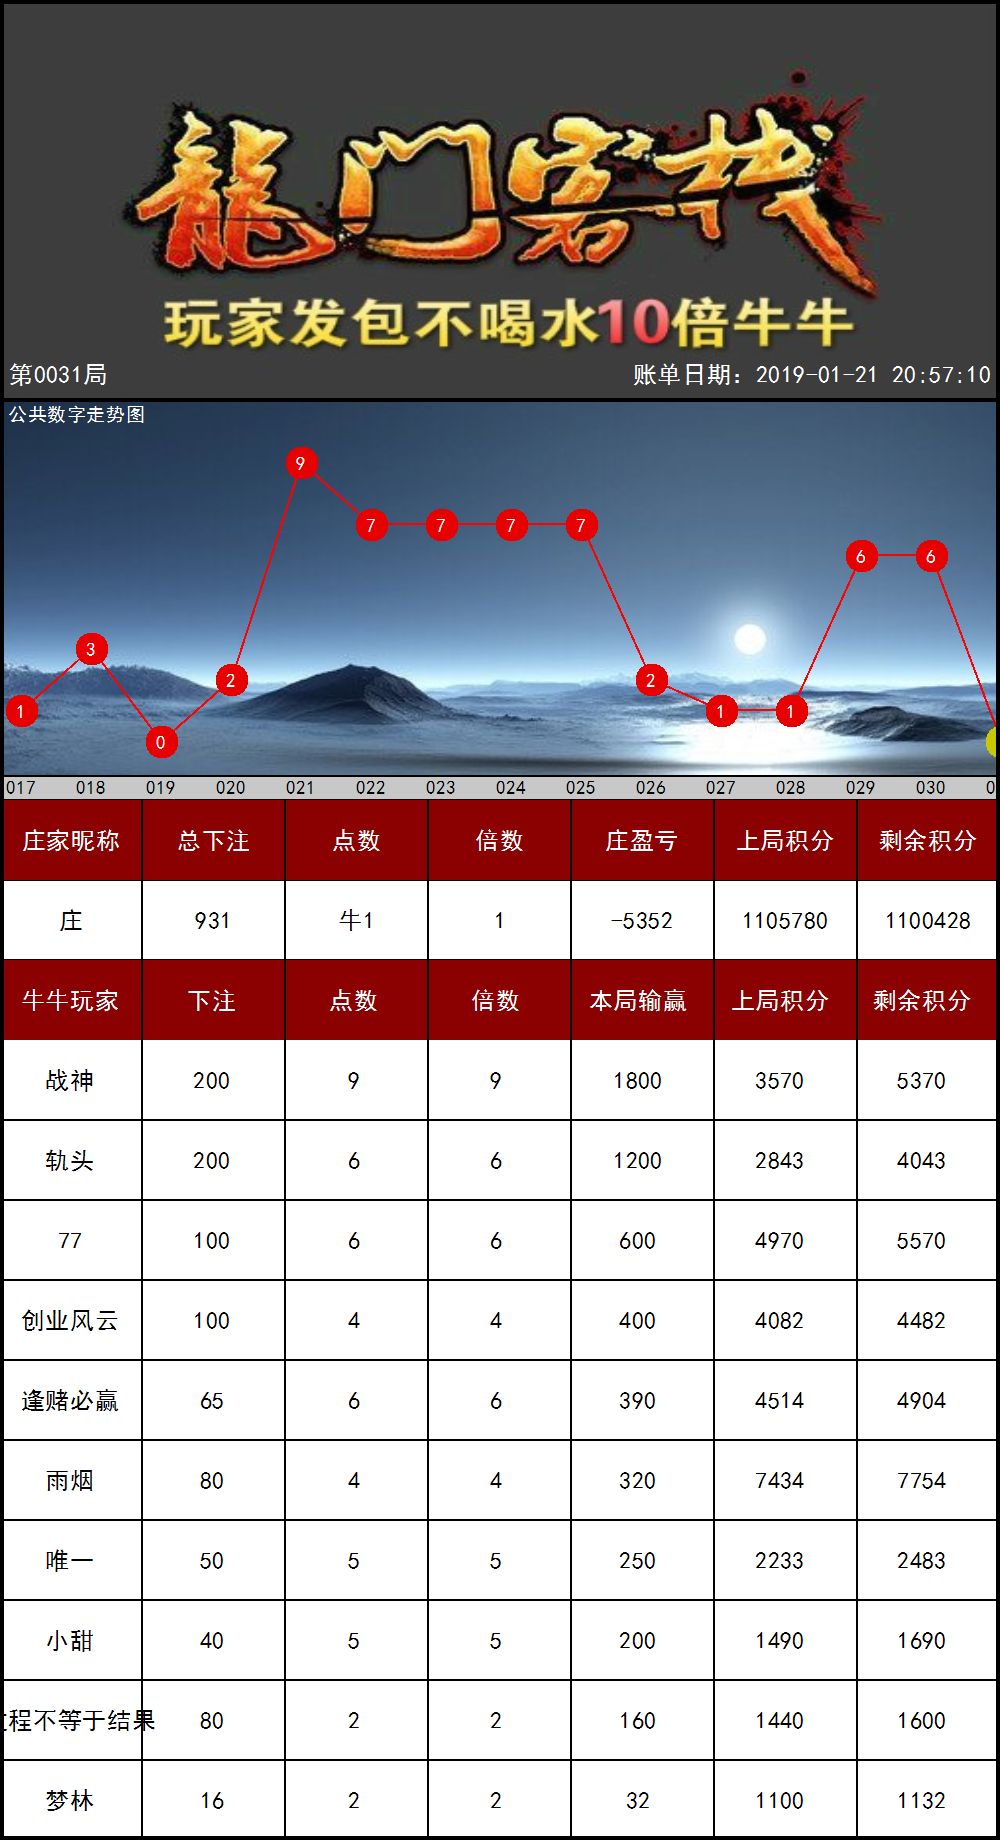 龍门客栈
玩家发包不喝水10倍牛牛
第0031局 账单日期：2019-01-21 20:57:10
公共数字走势图
9
7 7 7 7
6 6
3
2 2
1 1 1
0
017 018 019 020 021 022 023 024 025 026 027 028 029 030 0
庄家昵称 总下注 点数 倍数 庄盈亏 上局积分 剩余积分
庄 931 牛1 1 -5352 1105780 1100428
牛牛玩家 下注 点数 倍数 本局输赢 上局积分 剩余积分
战神 200 9 9 1800 3570 5370
轨头 200 6 6 1200 2843 4043
77 100 6 6 600 4970 5570
创业风云 100 4 4 400 4082 4482
逢赌必赢 65 6 6 390 4514 4904
雨烟 80 4 4 320 7434 7754
唯一 50 5 5 250 2233 2483
小甜 40 5 5 200 1490 1690
程不等于结果 80 2 2 160 1440 1600
梦林 16 2 2 32 1100 1132